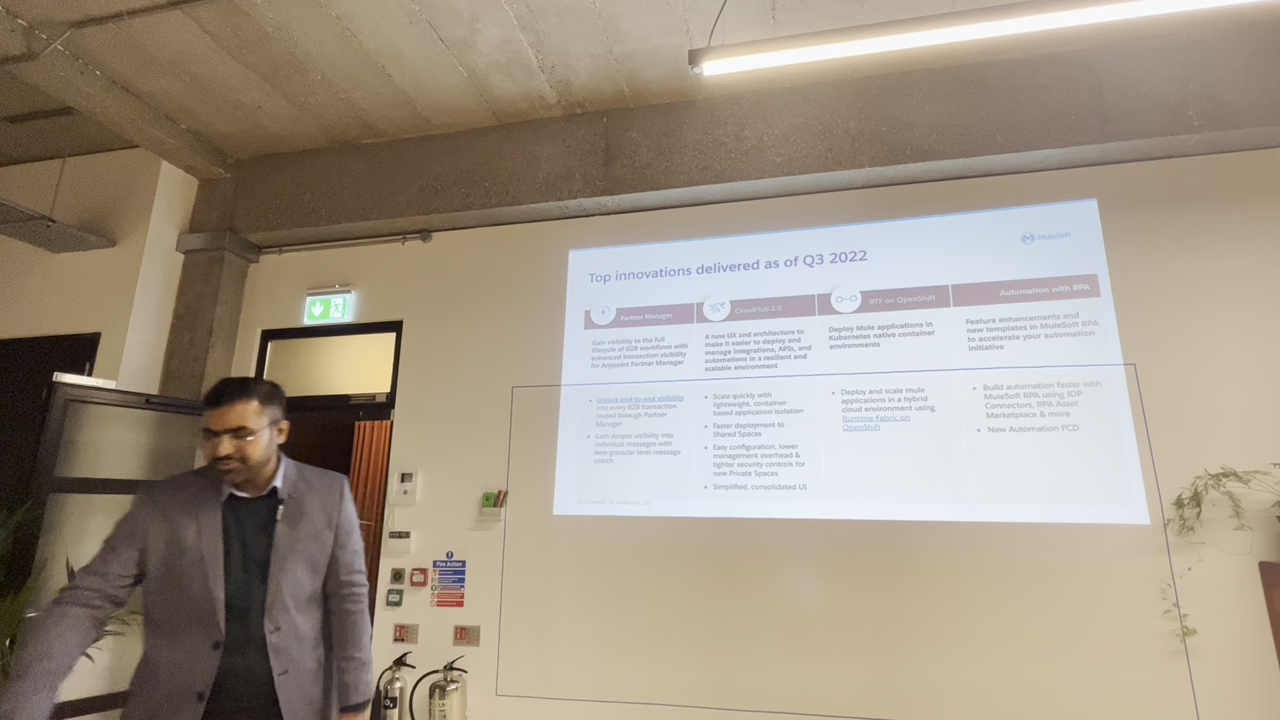 MuleSoft
Top innovations delivered as of Q3 2022
Partner Manager
Gain visibility to the full
lifecycle of B2B workflows with
enhanced transaction visibility
for Anypoint Partner Manager
Unlock end-to-end visibility
into every B2B transaction
routed through Partner
Manager
Gain deeper visibility into
individual messages with
new granular-level message
search
CloudHub 2.0
A new UX and architecture to
make it easier to deploy and
manage integrations, APIs, and
automations in a resilient and
scalable environment
Scale quickly with
lightweight, container-
based application isolation
Faster deployment to
Shared Spaces
Easy configuration, lower
management overhead &
tighter security controls for
new Private Spaces
Simplified, consolidated UI
RTF on OpenShift
Deploy Mule applications in
Kubernetes native container
environments
Deploy and scale mule
applications in a hybrid
cloud environment using
Runtime Fabric on
OpenShift
Automation with RPA
Feature enhancements and
new templates in MuleSoft RPA
to accelerate your automation
initiative
Build automation faster with
MuleSoft RPA using IDP
Connectors, RPA Asset
Marketplace & more
New Automation FCD
Fire Action